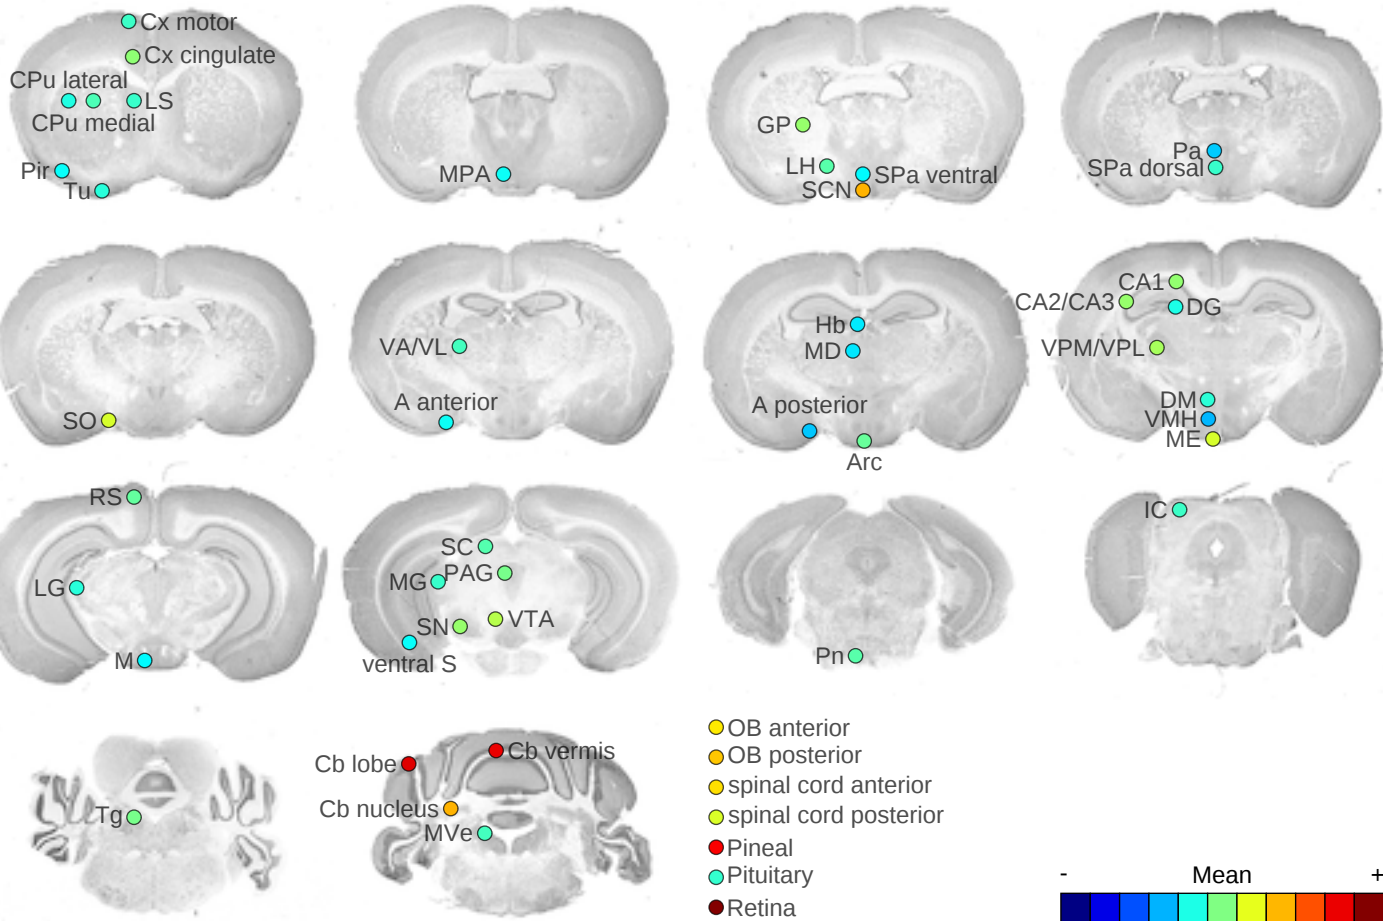 Cx motor
Cx cingulate
CPu lateral
LS
CPu medial
Pir
Tu
MPA
GP
LH
SPa ventral
SCN
Pa
SPa dorsal
SO
VA/VL
A anterior
Hb
MD
A posterior
Arc
CA1
CA2/CA3
DG
VPM/VPL
DM
VMH
ME
RS
LG
M
SC
PAG
MG
SN
VTA
ventral S
Pn
IC
Tg
Cb lobe
Cb vermis
Cb nucleus
MVe
OB anterior
OB posterior
spinal cord anterior
spinal cord posterior
Pineal
Pituitary
Retina
- Mean +